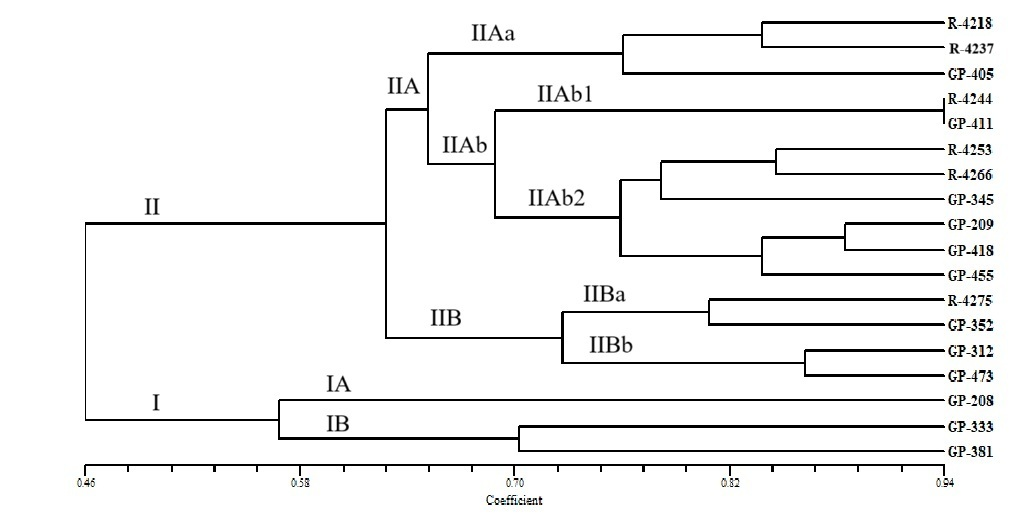 R-4218
IIAa
R-4237
GP-405
IIA
IIAb1
R-4244
GP-411
IIAb
R-4253
R-4266
IIAb2
GP-345
II
GP-209
GP-418
GP-455
IIBa
R-4275
IIB
GP-352
IIBb
GP-312
GP-473
IA
GP-208
I
IB
GP-333
GP-381
0.46 0.58 0.70 0.82 0.94
Coefficient